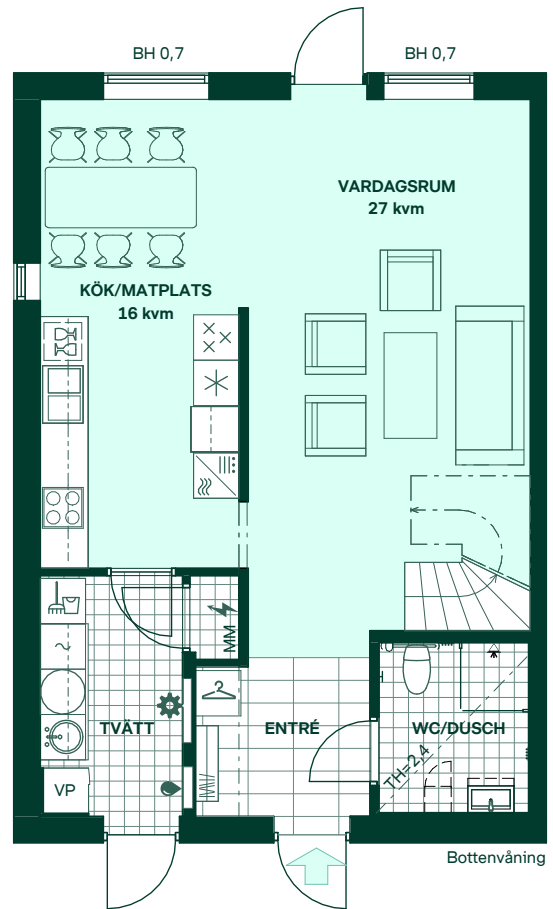 BH 0,7
BH 0,7
VARDAGSRUM
27 kvm
KÖK/MATPLATS
16 kvm
MM
TVÄTT
ENTRÉ
WC/DUSCH
TH=2,4
VP
Bottenvåning